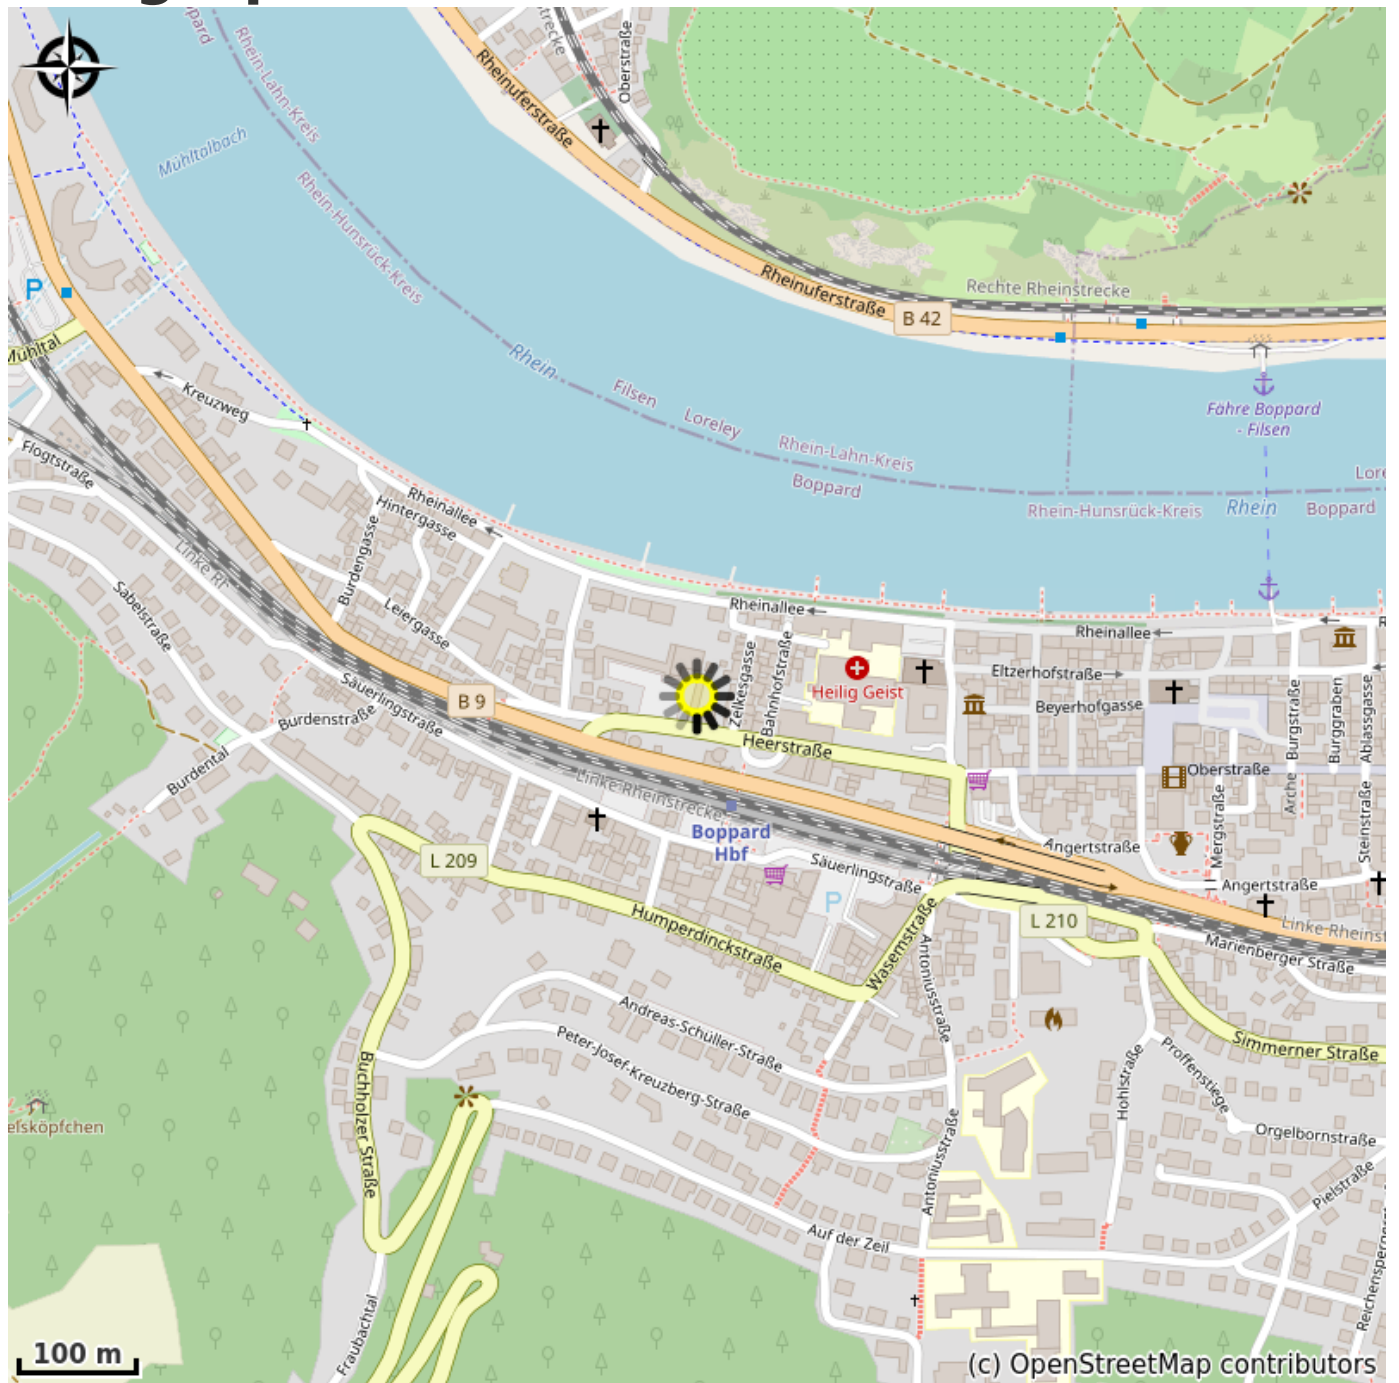 Boppard
Rhein-Lahn-Kreis
Mühltalbach
Rhein-Hunsrück-Kreis
Rheinuferstraße
strecke
Oberstraße
Rheinuferstraße
Rechte Rheinstrecke
B 42
P
Mühltal
Kreuzweg
Flogtstraße
Rhein
Filsen
Loreley
Rhein-Lahn-Kreis
Boppard
Fähre Boppard
- Filsen
Lore
Rhein-Hunsrück-Kreis
Rhein
Boppard
Rheinallee
Hintergasse
Burdengasse
Leiergasse
Linke Rh
Sabelstraße
Rheinallee
Rheinallee
R
Zelkesgasse
Bahnhofstraße
Heilig Geist
Eltzerhofstraße
Beyerhofgasse
Burgstraße
Burggraben
Ablassgasse
B 9
Säuerlingstraße
Burdenstraße
Burdental
Heerstraße
Linke Rheinstrecke
Boppard
Hbf
Oberstraße
Arche
Mergstraße
Steinstraße
Angertstraße
Angertstraße
L 209
Säuerlingstraße
P
Humperdinckstraße
Wasemstraße
L 210
Linke Rheinst
Marienberger Straße
Antoniusstraße
Andreas-Schüller-Straße
Peter-Josef-Kreuzberg-Straße
Simmerner Straße
Proffenstiege
Hohlstraße
Orgelbornstraße
Buchholzer Straße
elsköpfchen
Antoniusstraße
Pielstraße
Auf der Zeil
Reichensperger
Fraubachtal
100 m
(c) OpenStreetMap contributors